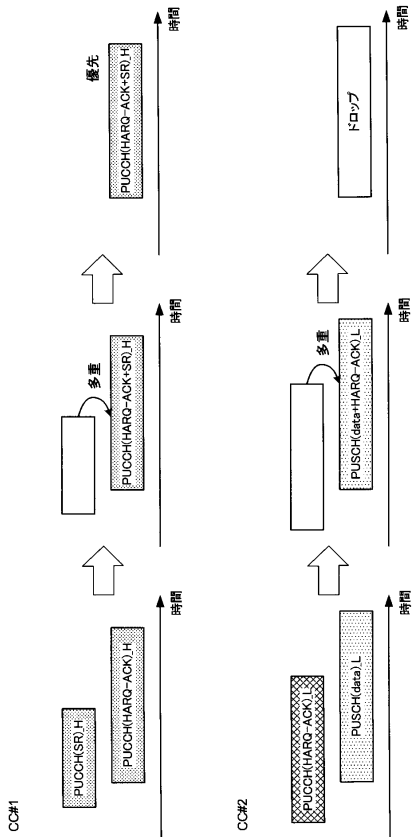 CC#1
PUCCH(SR)_H
PUCCH(HARQ-ACK)_H
時間
多重
PUCCH(HARQ-ACK+SR)_H
時間
優先
PUCCH(HARQ-ACK+SR)_H
時間
CC#2
PUCCH(HARQ-ACK)_L
PUSCH(data)_L
時間
多重
PUSCH(data+HARQ-ACK)_L
時間
ドロップ
時間